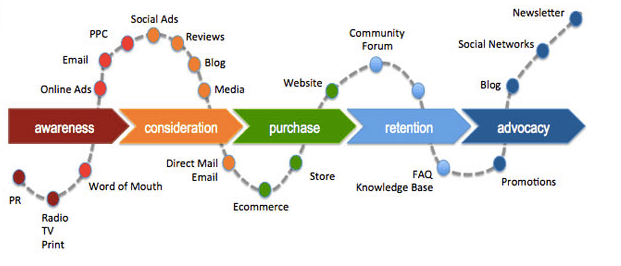 Newsletter
Social Ads
PPC
Reviews
Community
Forum
Social Networks
Email
Blog
Website
Blog
Online Ads
Media
awareness
consideration
purchase
retention
advocacy
Direct Mail
Email
Store
FAQ
Knowledge Base
Promotions
Word of Mouth
PR
Ecommerce
Radio
TV
Print